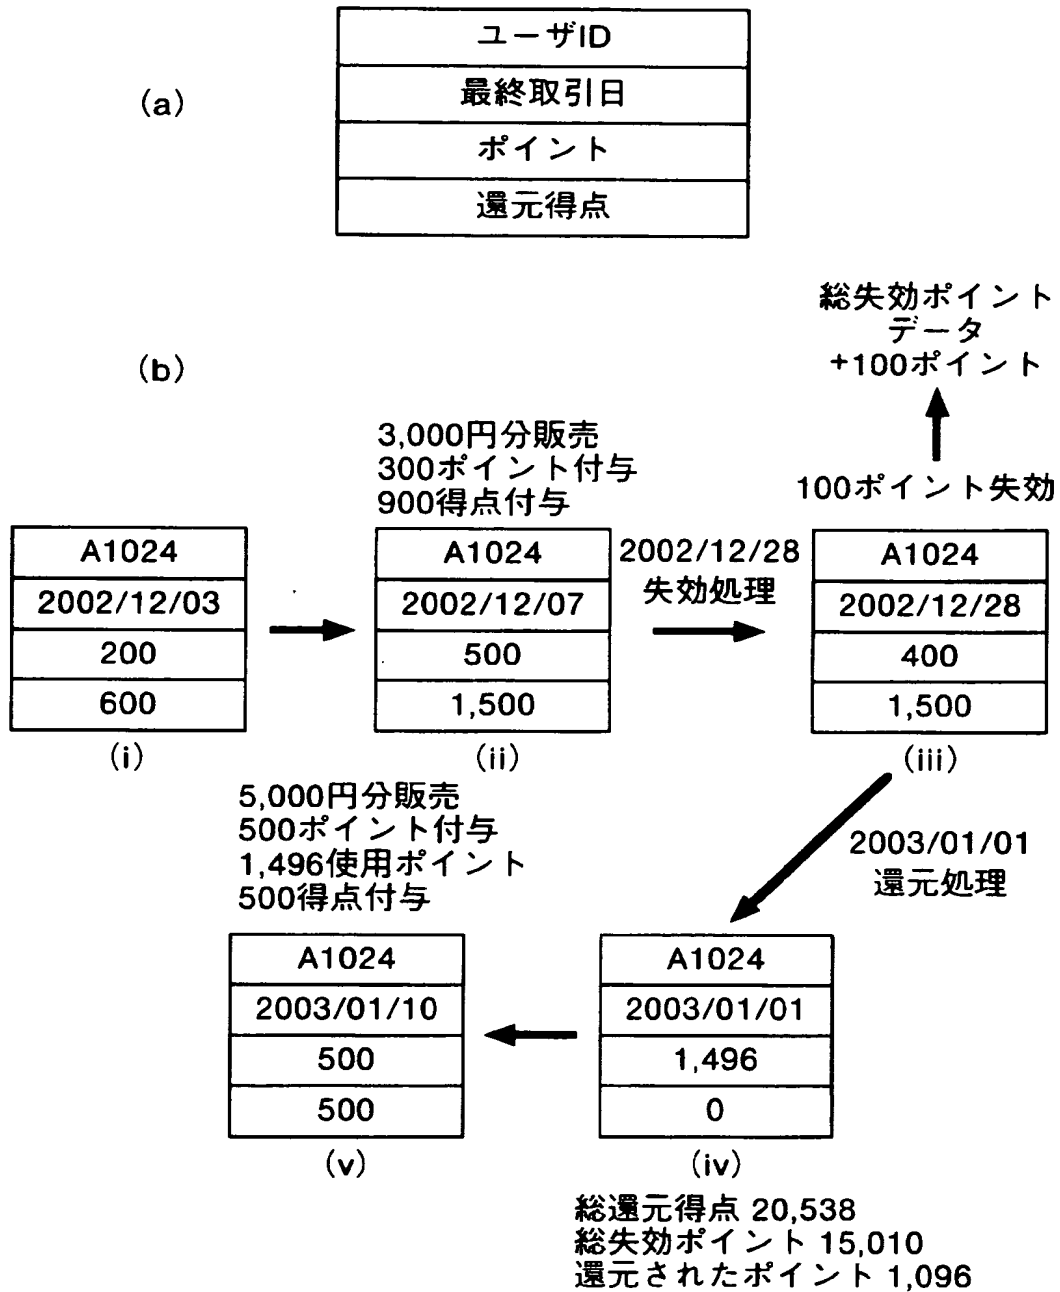 (a)
ユーザID
最終取引日
ポイント
還元得点
(b)
総失効ポイント
データ
+100ポイント
100ポイント失効
3,000円分販売
300ポイント付与
900得点付与
A1024
2002/12/03
200
600
(i)
A1024
2002/12/07
500
1,500
(ii)
2002/12/28
失効処理
A1024
2002/12/28
400
1,500
(iii)
2003/01/01
還元処理
5,000円分販売
500ポイント付与
1,496使用ポイント
500得点付与
A1024
2003/01/10
500
500
(v)
A1024
2003/01/01
1,496
0
(iv)
総還元得点 20,538
総失効ポイント 15,010
還元されたポイント 1,096